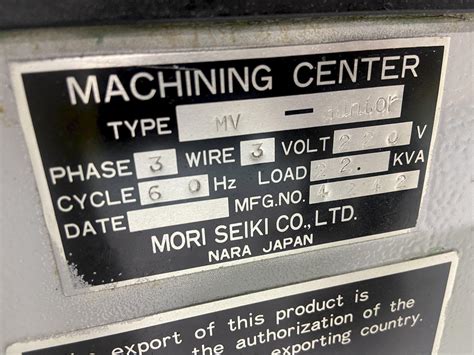 MACHINING CENTER
TYPE MV - Junior
PHASE 3 WIRE 3 VOLT 220 V
CYCLE 60 Hz LOAD 22. KVA
DATE MFG.NO. 4242
MORI SEIKI CO., LTD.
NARA JAPAN
export of this product is
the authorization of the
exporting country.